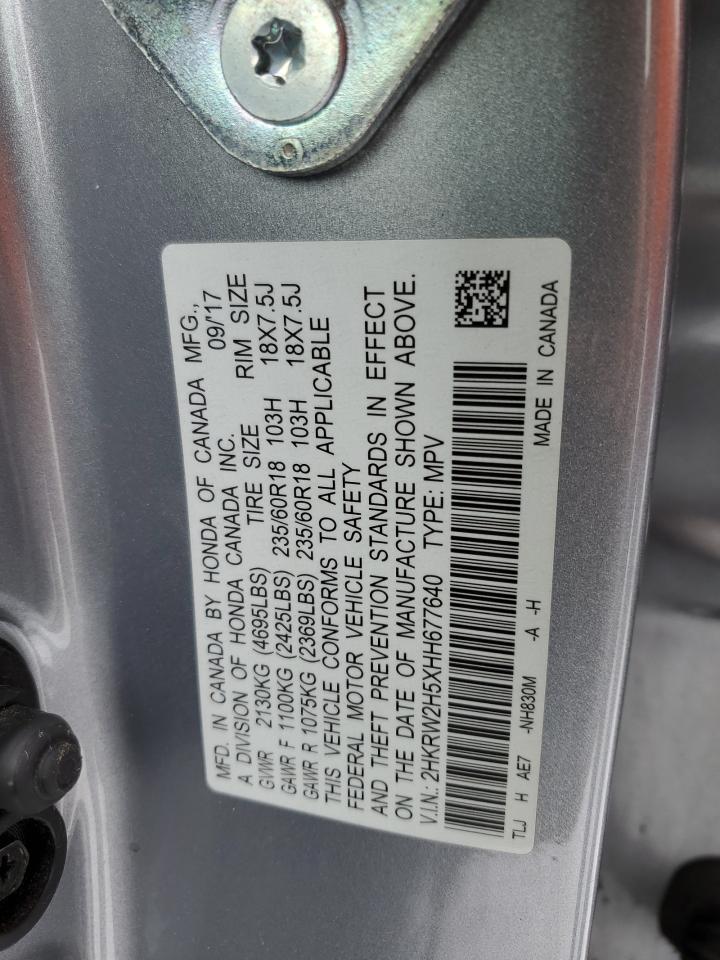 MFD. IN CANADA BY HONDA OF CANADA MFG.,
A DIVISION OF HONDA CANADA INC. 09/'17
GVWR 2130KG (4695LBS) TIRE SIZE RIM SIZE
GAWR F 1100KG (2425LBS) 235/60R18 103H 18X7.5J
GAWR R 1075KG (2369LBS) 235/60R18 103H 18X7.5J
THIS VEHICLE CONFORMS TO ALL APPLICABLE
FEDERAL MOTOR VEHICLE SAFETY
AND THEFT PREVENTION STANDARDS IN EFFECT
ON THE DATE OF MANUFACTURE SHOWN ABOVE.
V.I.N.: 2HKRW2H5XHH677640 TYPE: MPV
TLJ H AE7 -NH830M -A -H MADE IN CANADA